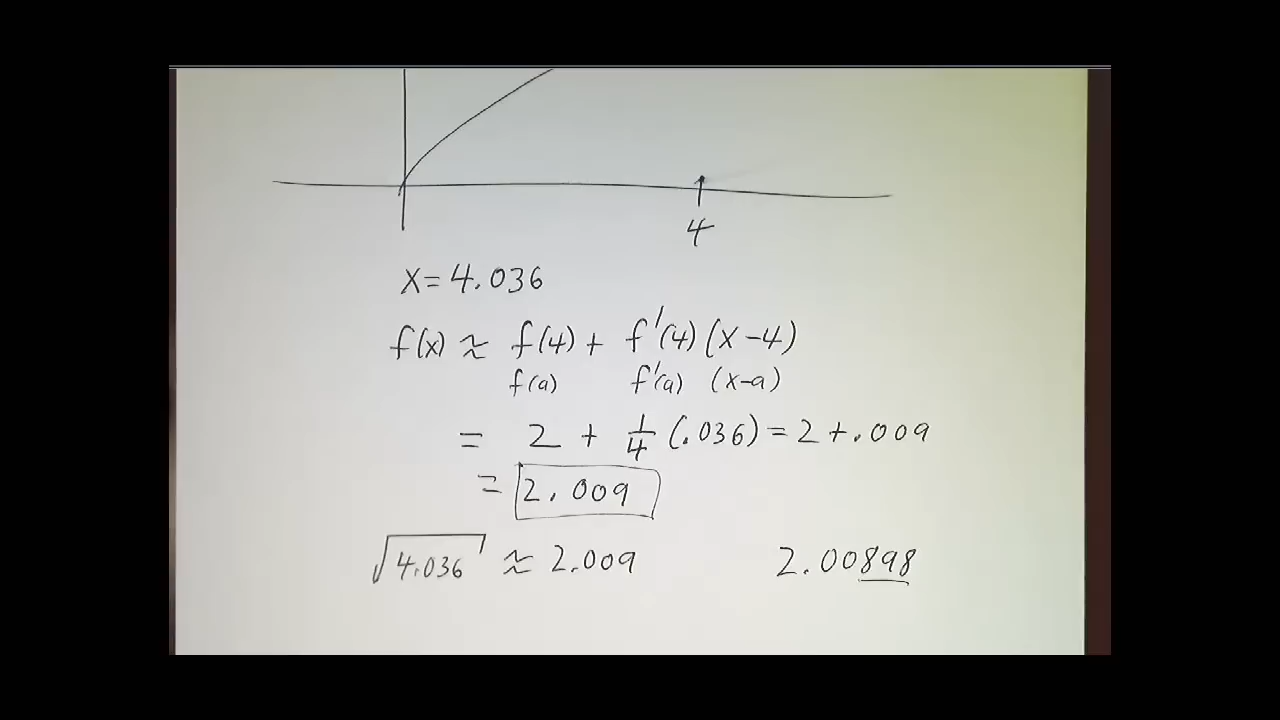 4
x=4.036
f(x) ≈ f(4) + f'(4)(x-4)
f(a) f'(a) (x-a)
= 2 + 1/4 (.036) = 2 + .009
= 2.009
√4.036 ≈ 2.009 2.00898